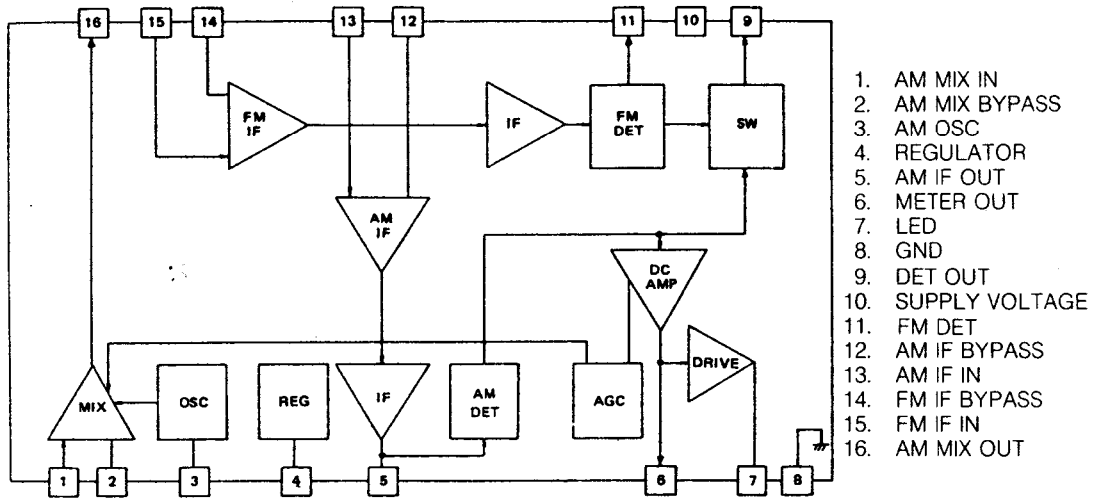 16 15 14 13 12 11 10 9
FM
IF
IF
FM
DET
SW
AM
IF
DC
AMP
DRIVE
MIX
OSC
REG
IF
AM
DET
AGC
1 2 3 4 5 6 7 8
1. AM MIX IN
2. AM MIX BYPASS
3. AM OSC
4. REGULATOR
5. AM IF OUT
6. METER OUT
7. LED
8. GND
9. DET OUT
10. SUPPLY VOLTAGE
11. FM DET
12. AM IF BYPASS
13. AM IF IN
14. FM IF BYPASS
15. FM IF IN
16. AM MIX OUT